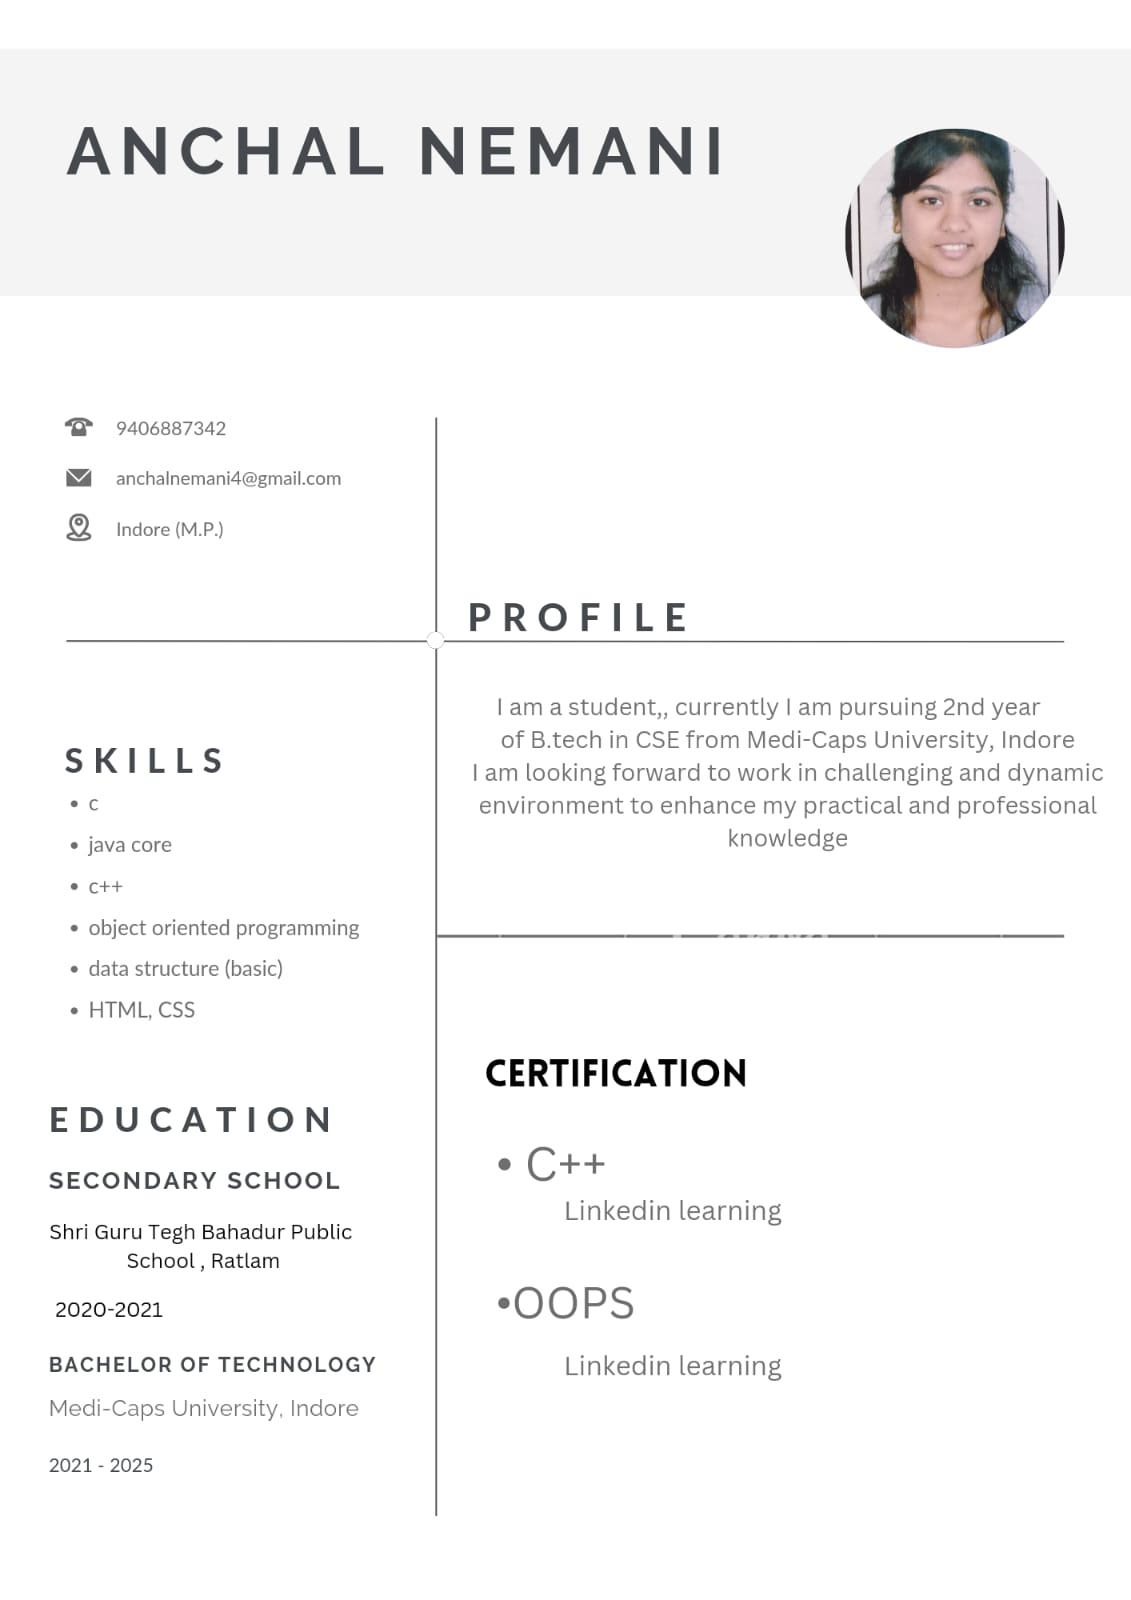 ANCHAL NEMANI
9406887342
anchalnemani4@gmail.com
Indore (M.P.)
PROFILE
I am a student,, currently I am pursuing 2nd year
of B.tech in CSE from Medi-Caps University, Indore
I am looking forward to work in challenging and dynamic
environment to enhance my practical and professional
knowledge
SKILLS
• c
• java core
• c++
• object oriented programming
• data structure (basic)
• HTML, CSS
EDUCATION
SECONDARY SCHOOL
Shri Guru Tegh Bahadur Public
School , Ratlam
2020-2021
BACHELOR OF TECHNOLOGY
Medi-Caps University, Indore
2021 - 2025
CERTIFICATION
• C++
Linkedin learning
•OOPS
Linkedin learning